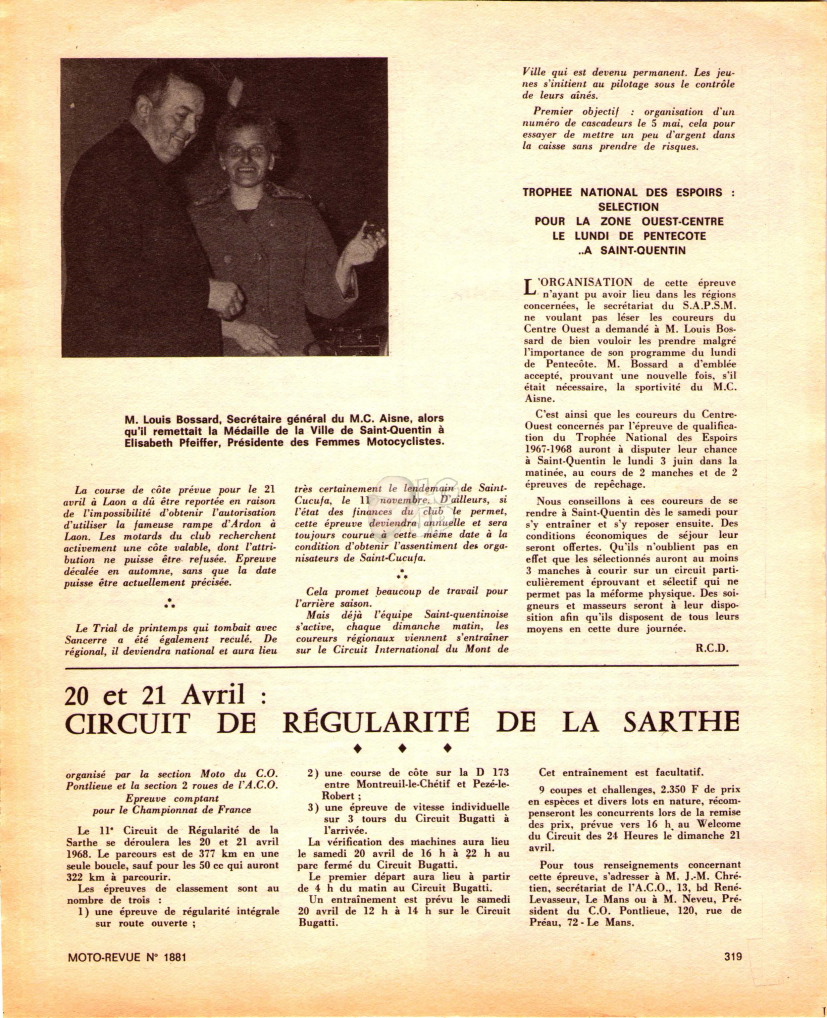 M. Louis Bossard, Secrétaire général du M.C. Aisne, alors
qu'il remettait la Médaille de la Ville de Saint-Quentin à
Elisabeth Pfeiffer, Présidente des Femmes Motocyclistes.
La course de côte prévue pour le 21
avril à Laon a dû être reportée en raison
de l'impossibilité d'obtenir l'autorisation
d'utiliser la fameuse rampe d'Ardon à
Laon. Les motards du club recherchent
activement une côte valable, dont l'attri-
bution ne puisse être refusée. Epreuve
décalée en automne, sans que la date
puisse être actuellement précisée.
Le Trial de printemps qui tombait avec
Sancerre a été également reculé. De
régional, il deviendra national et aura lieu
très certainement le lendemain de Saint-
Cucufa, le 11 novembre. D'ailleurs, si
l'état des finances du club le permet,
cette épreuve deviendra annuelle et sera
toujours courue à cette même date à la
condition d'obtenir l'assentiment des orga-
nisateurs de Saint-Cucufa.
Cela promet beaucoup de travail pour
l'arrière saison.
Mais déjà l'équipe Saint-quentinoise
s'active, chaque dimanche matin, les
coureurs régionaux viennent s'entraîner
sur le Circuit International du Mont de
Ville qui est devenu permanent. Les jeu-
nes s'initient au pilotage sous le contrôle
de leurs aînés.
Premier objectif : organisation d'un
numéro de cascadeurs le 5 mai, cela pour
essayer de mettre un peu d'argent dans
la caisse sans prendre de risques.
TROPHEE NATIONAL DES ESPOIRS :
SELECTION
POUR LA ZONE OUEST-CENTRE
LE LUNDI DE PENTECOTE
..A SAINT-QUENTIN
L'ORGANISATION de cette épreuve
n'ayant pu avoir lieu dans les régions
concernées, le secrétariat du S.A.P.S.M.
ne voulant pas léser les coureurs du
Centre Ouest a demandé à M. Louis Bos-
sard de bien vouloir les prendre malgré
l'importance de son programme du lundi
de Pentecôte. M. Bossard a d'emblée
accepté, prouvant une nouvelle fois, s'il
était nécessaire, la sportivité du M.C.
Aisne.
C'est ainsi que les coureurs du Centre-
Ouest concernés par l'épreuve de qualifica-
tion du Trophée National des Espoirs
1967-1968 auront à disputer leur chance
à Saint-Quentin le lundi 3 juin dans la
matinée, au cours de 2 manches et de 2
épreuves de repêchage.
Nous conseillons à ces coureurs de se
rendre à Saint-Quentin dès le samedi pour
s'y entraîner et s'y reposer ensuite. Des
conditions économiques de séjour leur
seront offertes. Qu'ils n'oublient pas en
effet que les sélectionnés auront au moins
3 manches à courir sur un circuit parti-
culièrement éprouvant et sélectif qui ne
permet pas la méforme physique. Des soi-
gneurs et masseurs seront à leur dispo-
sition afin qu'ils disposent de tous leurs
moyens en cette dure journée.
R.C.D.
20 et 21 Avril :
CIRCUIT DE RÉGULARITÉ DE LA SARTHE
organisé par la section Moto du C.O.
Pontlieue et la section 2 roues de l'A.C.O.
Epreuve comptant
pour le Championnat de France
Le 11e Circuit de Régularité de la
Sarthe se déroulera les 20 et 21 avril
1968. Le parcours est de 377 km en une
seule boucle, sauf pour les 50 cc qui auront
322 km à parcourir.
Les épreuves de classement sont au
nombre de trois :
1) une épreuve de régularité intégrale
sur route ouverte ;
2) une course de côte sur la D 173
entre Montreuil-le-Chétif et Pezé-le-
Robert ;
3) une épreuve de vitesse individuelle
sur 3 tours du Circuit Bugatti à
l'arrivée.
La vérification des machines aura lieu
le samedi 20 avril de 16 h à 22 h au
parc fermé du Circuit Bugatti.
Le premier départ aura lieu à partir
de 4 h du matin au Circuit Bugatti.
Un entraînement est prévu le samedi
20 avril de 12 h à 14 h sur le Circuit
Bugatti.
Cet entraînement est facultatif.
9 coupes et challenges, 2.350 F de prix
en espèces et divers lots en nature, récom-
penseront les concurrents lors de la remise
des prix, prévue vers 16 h au Welcome
du Circuit des 24 Heures le dimanche 21
avril.
Pour tous renseignements concernant
cette épreuve, s'adresser à M. J.-M. Chré-
tien, secrétaire de l'A.C.O., 13, bd René-
Levasseur, Le Mans ou à M. Neveu, Pré-
sident du C.O. Pontlieue, 120, rue de
Préau, 72 - Le Mans.
MOTO-REVUE N° 1881
319